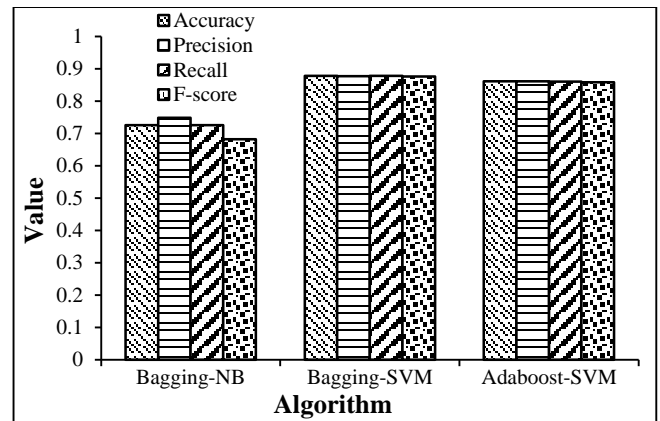 Accuracy
Precision
Recall
F-score
1
0.9
0.8
0.7
0.6
0.5
0.4
0.3
0.2
0.1
0
Value
Bagging-NB Bagging-SVM Adaboost-SVM
Algorithm